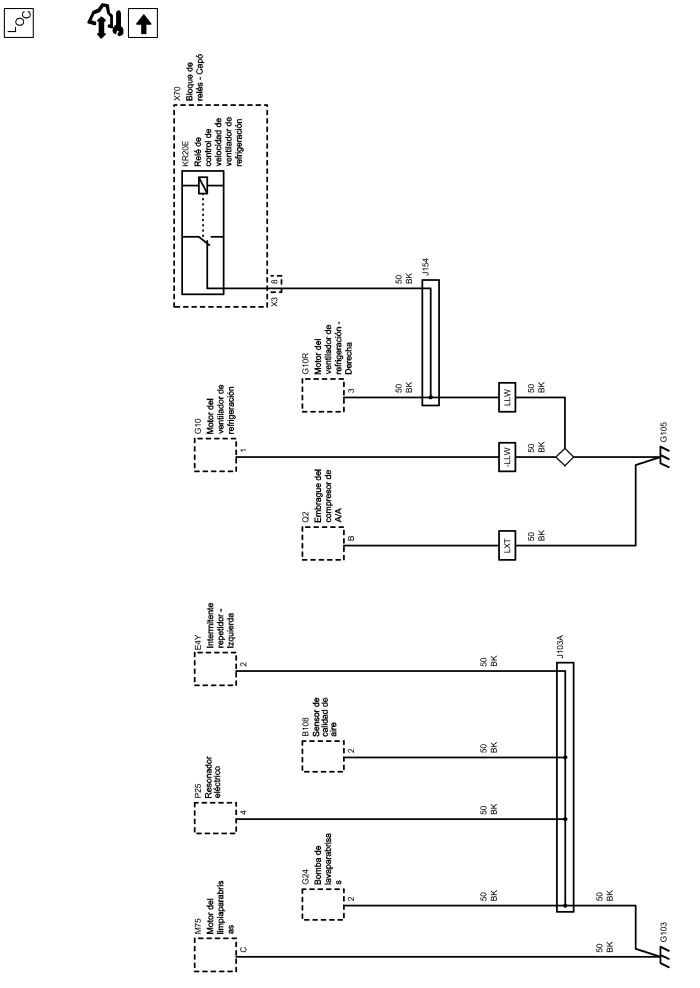 LOC
M75
Motor del
limpiaparabris
as
C
G24
Bomba de
lavaparabrisa
s
2
P25
Resonador
eléctrico
4
B108
Sensor de
calidad de
aire
2
E4Y
Intermitente
repetidor -
Izquierda
2
50
BK
50
BK
50
BK
50
BK
J103A
50
BK
50
BK
G103
Q2
Embrague del
compresor de
A/A
B
G10
Motor del
ventilador de
refrigeración
1
G10R
Motor del
ventilador de
refrigeración -
Derecha
3
X70
Bloque de
relés - Capó
KR20E
Relé de
control de
velocidad de
ventilador de
refrigeración
X3
8
50
BK
50
BK
J154
LXT
-LLW
LLW
50
BK
50
BK
50
BK
G105